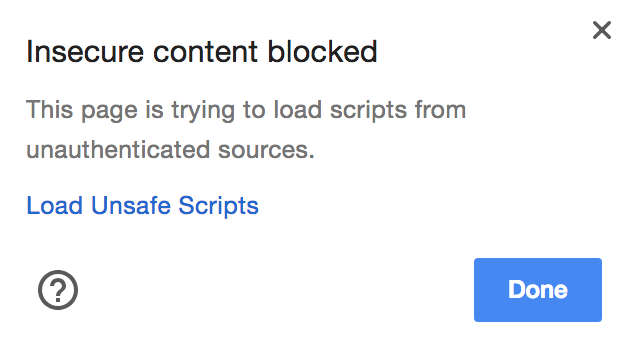 Insecure content blocked
This page is trying to load scripts from
unauthenticated sources.
Load Unsafe Scripts
Done